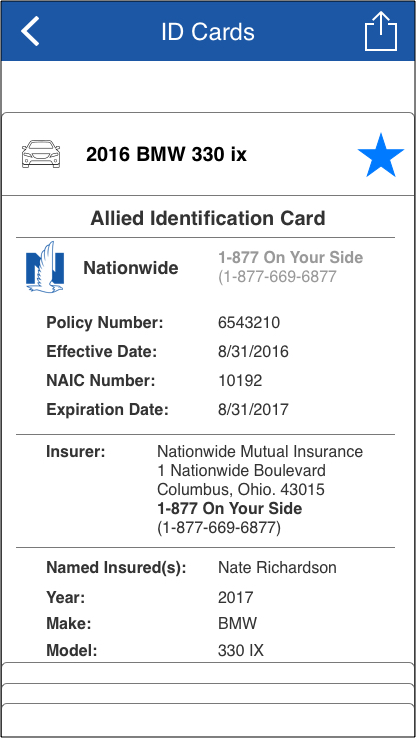 ID Cards
2016 BMW 330 ix
Allied Identification Card
Nationwide
1-877 On Your Side
(1-877-669-6877
Policy Number: 6543210
Effective Date: 8/31/2016
NAIC Number: 10192
Expiration Date: 8/31/2017
Insurer: Nationwide Mutual Insurance
1 Nationwide Boulevard
Columbus, Ohio. 43015
1-877 On Your Side
(1-877-669-6877)
Named Insured(s): Nate Richardson
Year: 2017
Make: BMW
Model: 330 IX